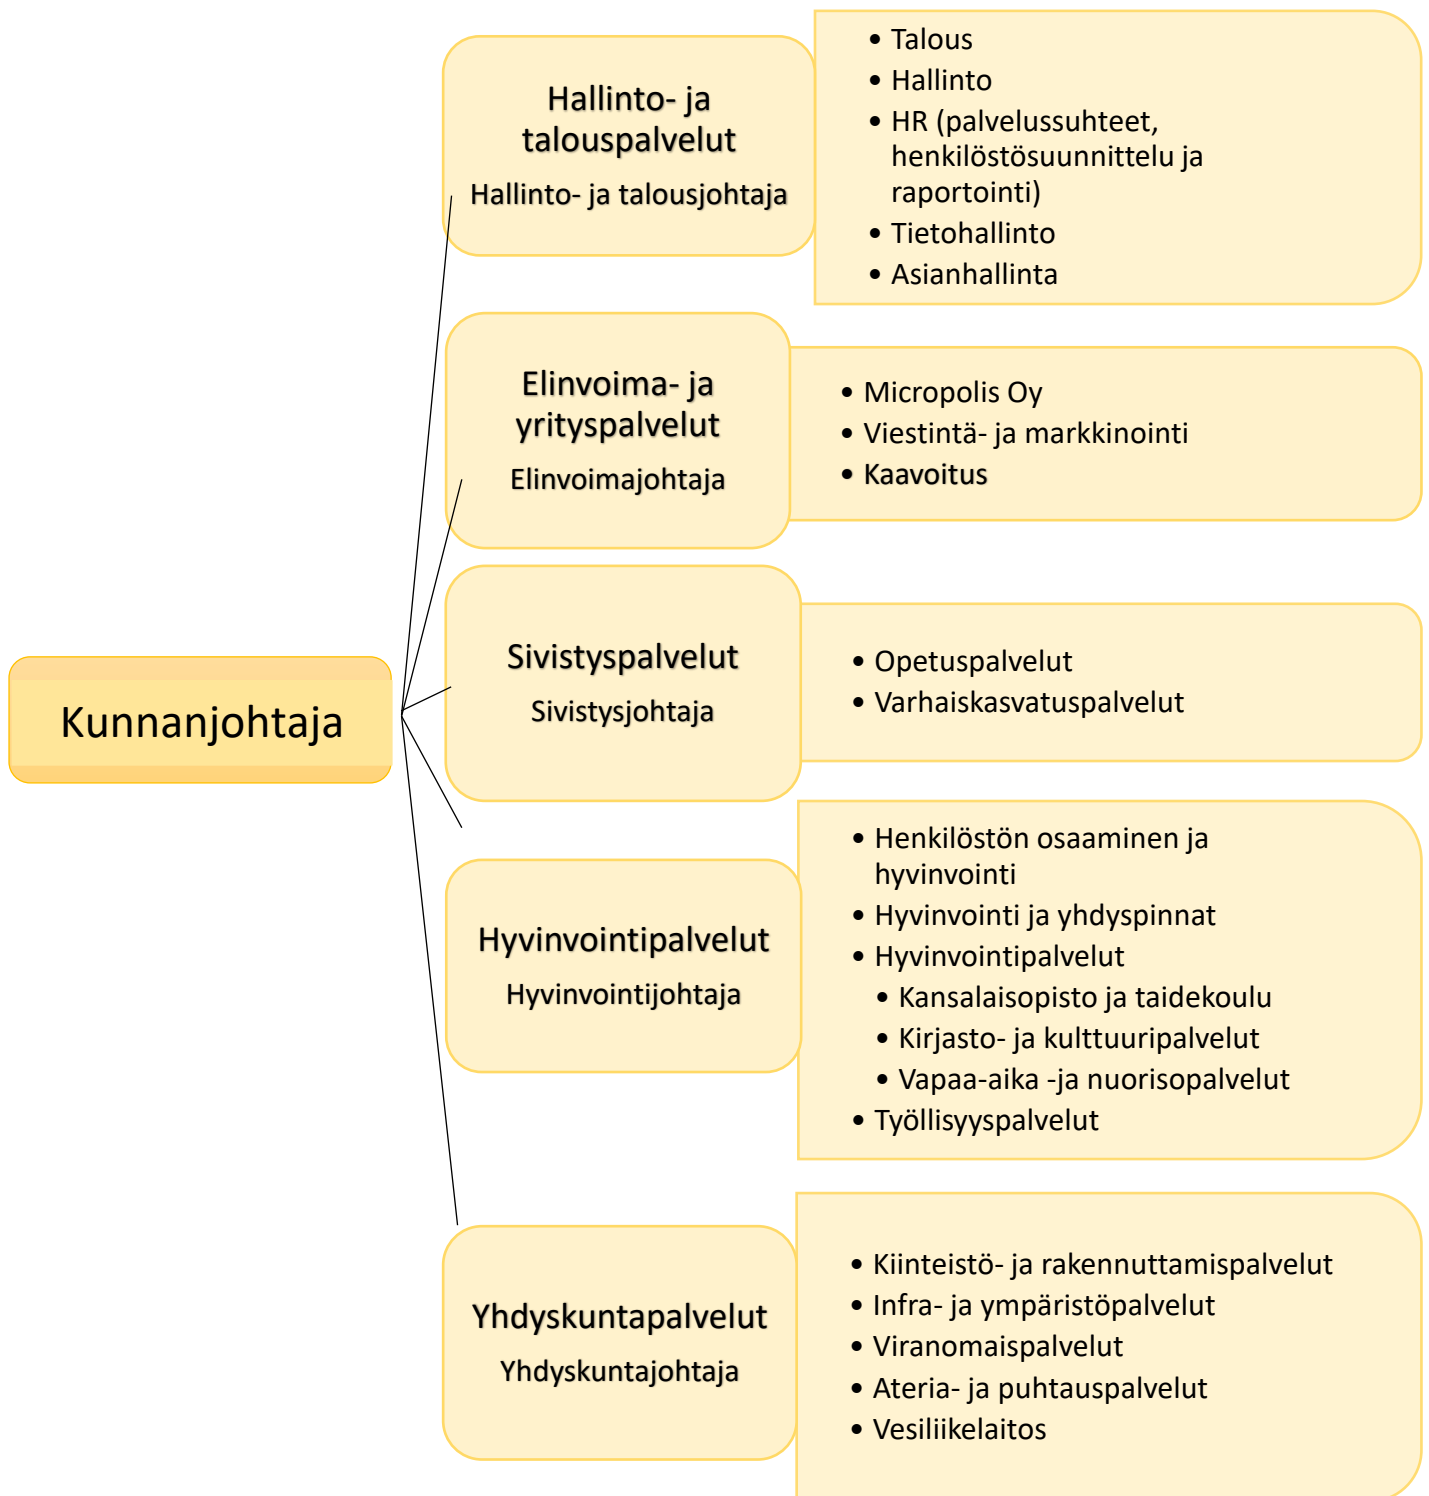 Kunnanjohtaja
Hallinto- ja
talouspalvelut
Hallinto- ja talousjohtaja
• Talous
• Hallinto
• HR (palvelussuhteet,
henkilöstösuunnittelu ja
raportointi)
• Tietohallinto
• Asianhallinta
Elinvoima- ja
yrityspalvelut
Elinvoimajohtaja
• Micropolis Oy
• Viestintä- ja markkinointi
• Kaavoitus
Sivistyspalvelut
Sivistysjohtaja
• Opetuspalvelut
• Varhaiskasvatuspalvelut
Hyvinvointipalvelut
Hyvinvointijohtaja
• Henkilöstön osaaminen ja
hyvinvointi
• Hyvinvointi ja yhdyspinnat
• Hyvinvointipalvelut
• Kansalaisopisto ja taidekoulu
• Kirjasto- ja kulttuuripalvelut
• Vapaa-aika -ja nuorisopalvelut
• Työllisyyspalvelut
Yhdyskuntapalvelut
Yhdyskuntajohtaja
• Kiinteistö- ja rakennuttamispalvelut
• Infra- ja ympäristöpalvelut
• Viranomaispalvelut
• Ateria- ja puhtauspalvelut
• Vesiliikelaitos